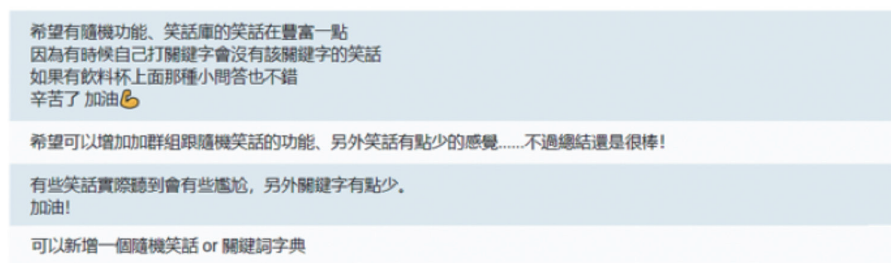 希望有隨機功能、笑話庫的笑話在豐富一點
因為有時候自己打關鍵字會沒有該關鍵字的笑話
如果有飲料杯上面那種小問答也不錯
辛苦了 加油💪
希望可以增加加群组跟隨機笑話的功能、另外笑話有點少的感覺......不過總結還是很棒!
有些笑話實際聽到會有些尷尬，另外關鍵字有點少。
加油!
可以新增一個隨機笑話 or 關鍵詞字典